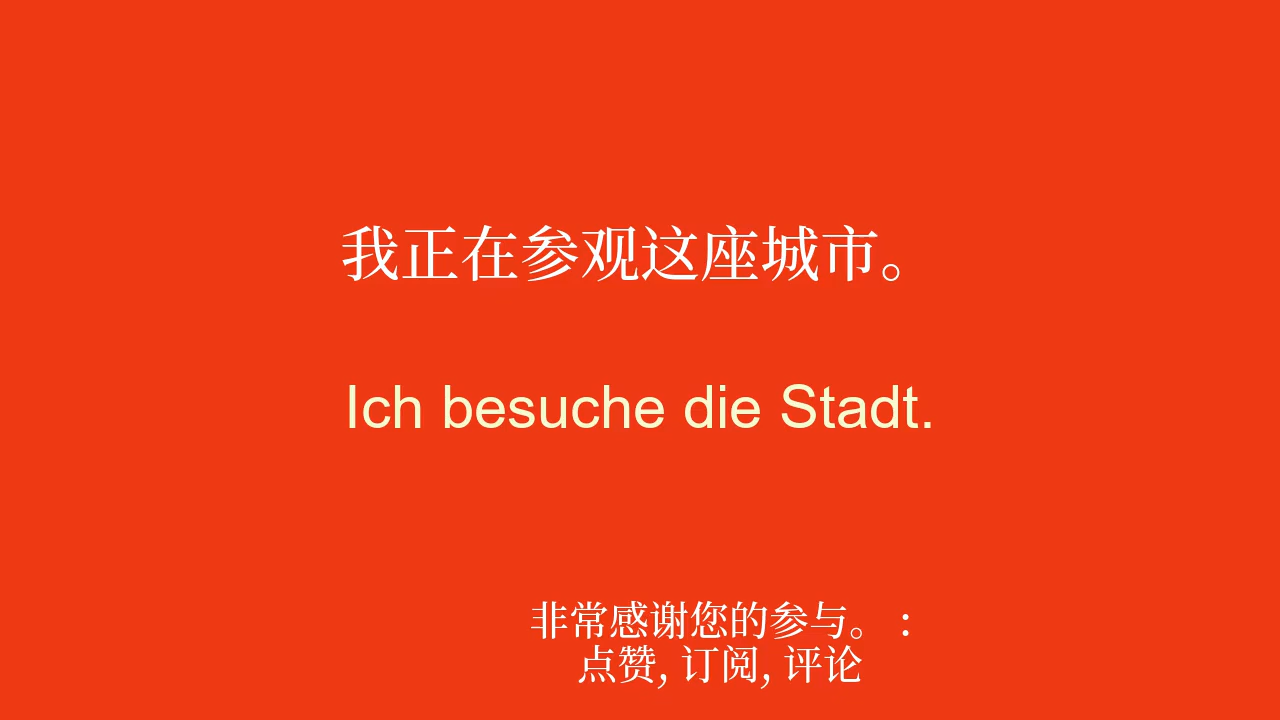 我正在参观这座城市。
Ich besuche die Stadt.
非常感谢您的参与。 :
点赞, 订阅, 评论